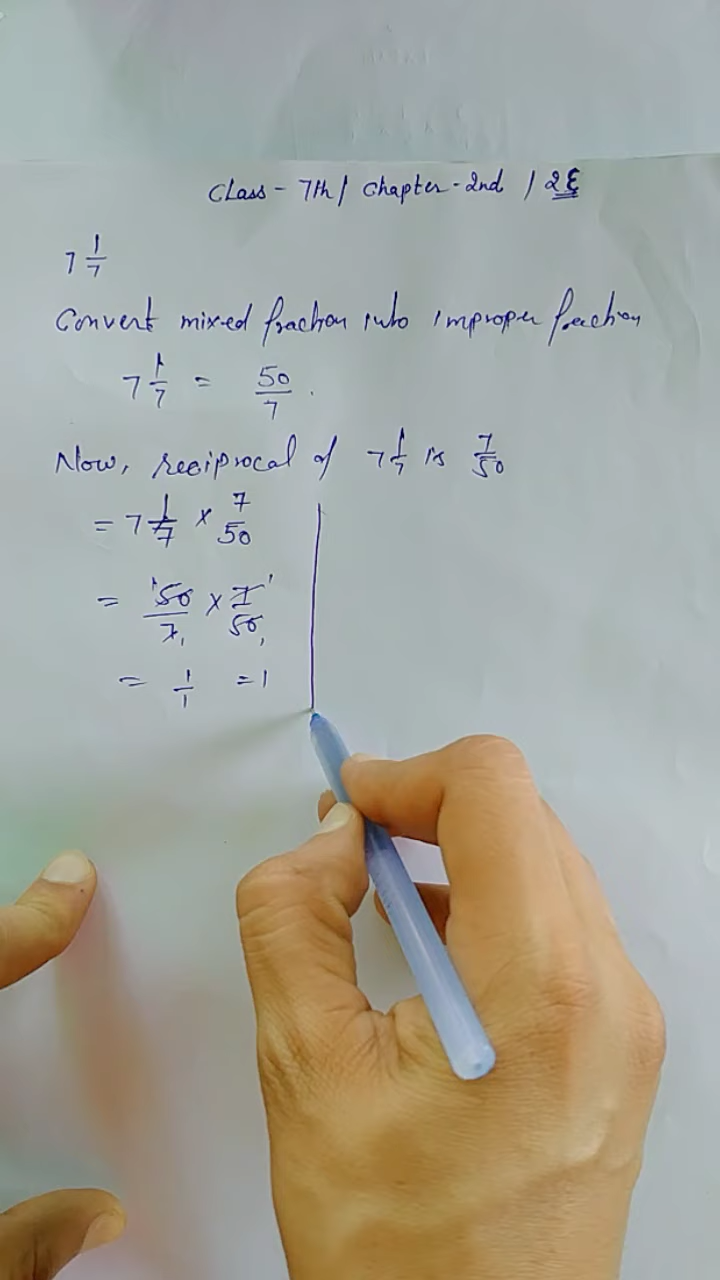 Class - 7th / Chapter - 2nd / 2E
7 1/7
Convert mixed fraction into improper fraction
7 1/7 = 50/7 .
Now, reciprocal of 7 1/7 is 7/50
= 7 1/7 × 7/50
= 50/7 × 7/50
= 1/1 = 1